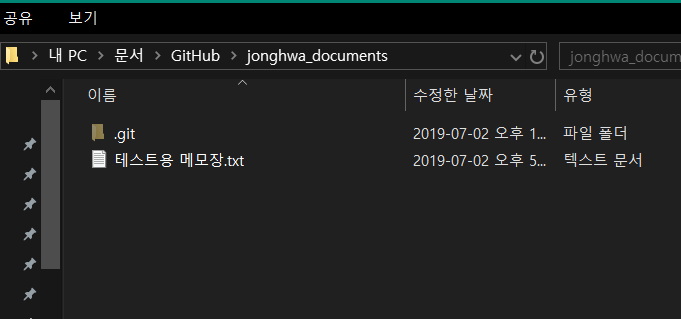 공유 보기
내 PC > 문서 > GitHub > jonghwa_documents
jonghwa_docum
이름 수정한 날짜 유형
.git 2019-07-02 오후 1... 파일 폴더
테스트용 메모장.txt 2019-07-02 오후 5... 텍스트 문서